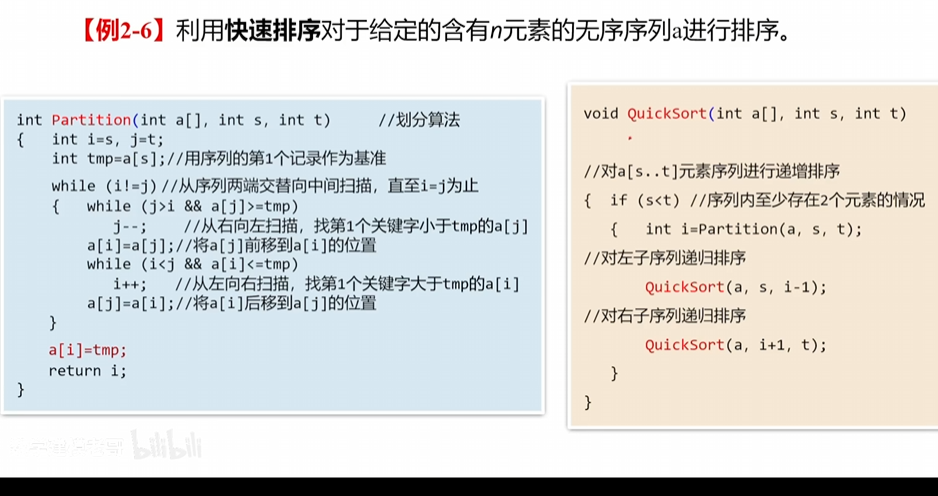 【例2-6】利用快速排序对于给定的含有n元素的无序序列a进行排序。
int Partition(int a[], int s, int t)     //划分算法
{   int i=s, j=t;
    int tmp=a[s];//用序列的第1个记录作为基准
    while (i!=j)//从序列两端交替向中间扫描，直至i=j为止
    {   while (j>i && a[j]>=tmp)
            j--;    //从右向左扫描，找第1个关键字小于tmp的a[j]
        a[i]=a[j];//将a[j]前移到a[i]的位置
        while (i<j && a[i]<=tmp)
            i++;   //从左向右扫描，找第1个关键字大于tmp的a[i]
        a[j]=a[i];//将a[i]后移到a[j]的位置
    }
    a[i]=tmp;
    return i;
}
void QuickSort(int a[], int s, int t)
//对a[s..t]元素序列进行递增排序
{  if (s<t) //序列内至少存在2个元素的情况
   {   int i=Partition(a, s, t);
//对左子序列递归排序
       QuickSort(a, s, i-1);
//对右子序列递归排序
       QuickSort(a, i+1, t);
   }
}
bilibili